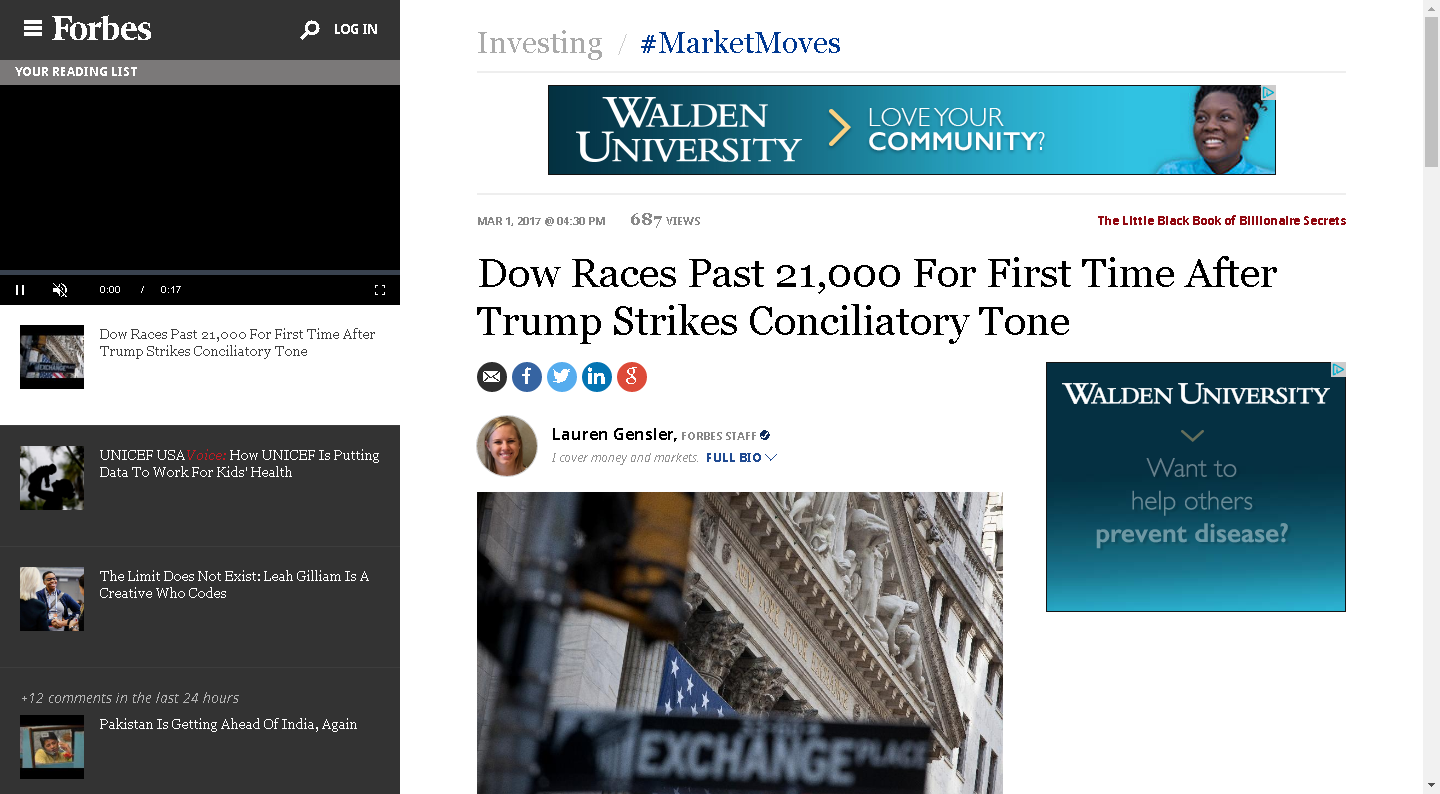 Forbes
LOG IN
YOUR READING LIST
0:00 / 0:17
Dow Races Past 21,000 For First Time After
Trump Strikes Conciliatory Tone
UNICEF USAVoice: How UNICEF Is Putting
Data To Work For Kids' Health
The Limit Does Not Exist: Leah Gilliam Is A
Creative Who Codes
+12 comments in the last 24 hours
Pakistan Is Getting Ahead Of India, Again
Investing / #MarketMoves
WALDEN
UNIVERSITY
LOVE YOUR
COMMUNITY?
MAR 1, 2017 @ 04:30 PM 687 VIEWS
The Little Black Book of Billionaire Secrets
Dow Races Past 21,000 For First Time After
Trump Strikes Conciliatory Tone
Lauren Gensler, FORBES STAFF
I cover money and markets. FULL BIO
WALDEN UNIVERSITY
Want to
help others
prevent disease?
EXCHANGE PLACE